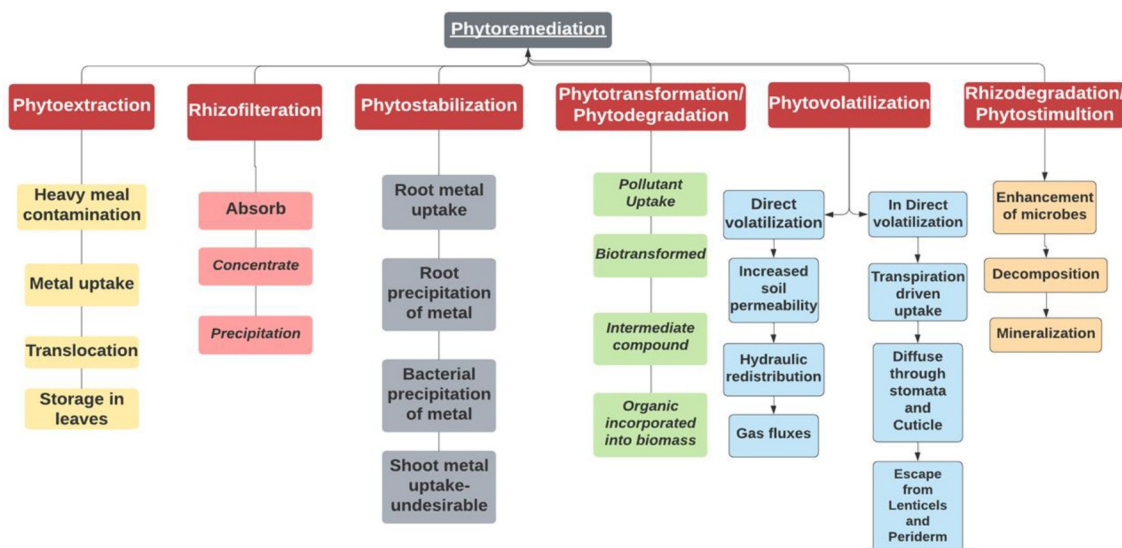 Phytoremediation
Phytoextraction
Rhizofilteration
Phytostabilization
Phytotransformation/
Phytodegradation
Phytovolatilization
Rhizodegradation/
Phytostimultion
Heavy meal
contamination
Metal uptake
Translocation
Storage in
leaves
Absorb
Concentrate
Precipitation
Root metal
uptake
Root
precipitation
of metal
Bacterial
precipitation
of metal
Shoot metal
uptake-
undesirable
Pollutant
Uptake
Biotransformed
Intermediate
compound
Organic
incorporated
into biomass
Direct
volatilization
Increased
soil
permeability
Hydraulic
redistribution
Gas fluxes
In Direct
volatilization
Transpiration
driven
uptake
Diffuse
through
stomata
and
Cuticle
Escape
from
Lenticels
and
Periderm
Enhancement
of microbes
Decomposition
Mineralization